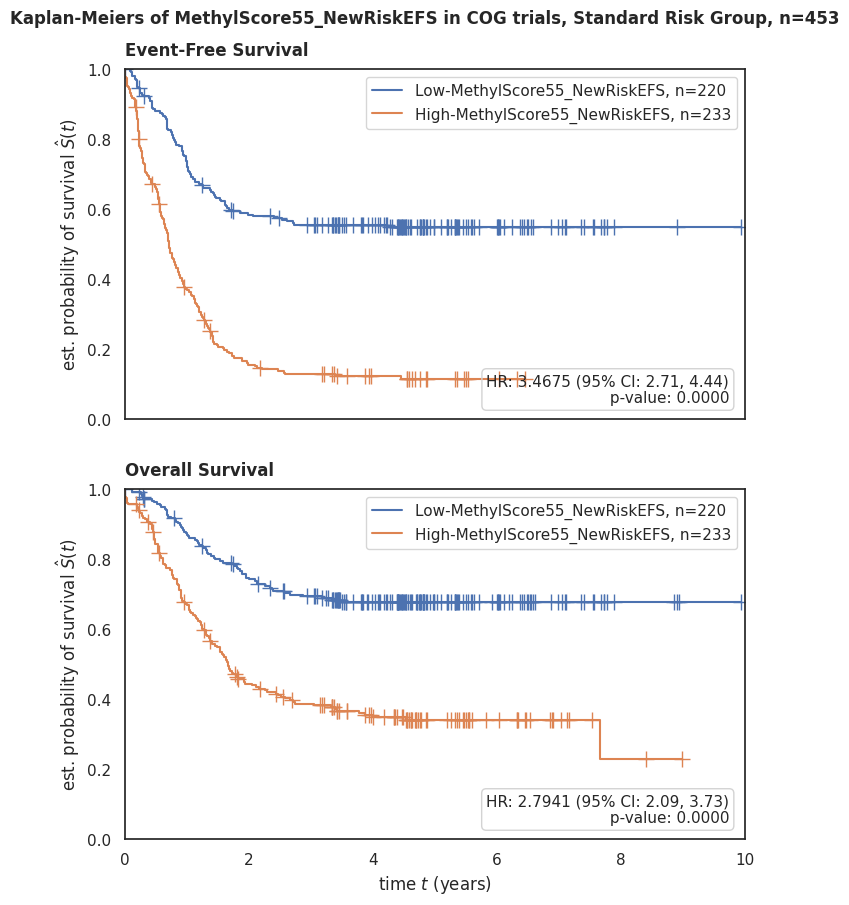 Kaplan-Meiers of MethylScore55_NewRiskEFS in COG trials, Standard Risk Group, n=453
Event-Free Survival
1.0
0.8
0.6
0.4
0.2
0.0
est. probability of survival Ŝ(t)
Low-MethylScore55_NewRiskEFS, n=220
High-MethylScore55_NewRiskEFS, n=233
HR: 3.4675 (95% CI: 2.71, 4.44)
p-value: 0.0000
Overall Survival
1.0
0.8
0.6
0.4
0.2
0.0
est. probability of survival Ŝ(t)
Low-MethylScore55_NewRiskEFS, n=220
High-MethylScore55_NewRiskEFS, n=233
HR: 2.7941 (95% CI: 2.09, 3.73)
p-value: 0.0000
0 2 4 6 8 10
time t (years)